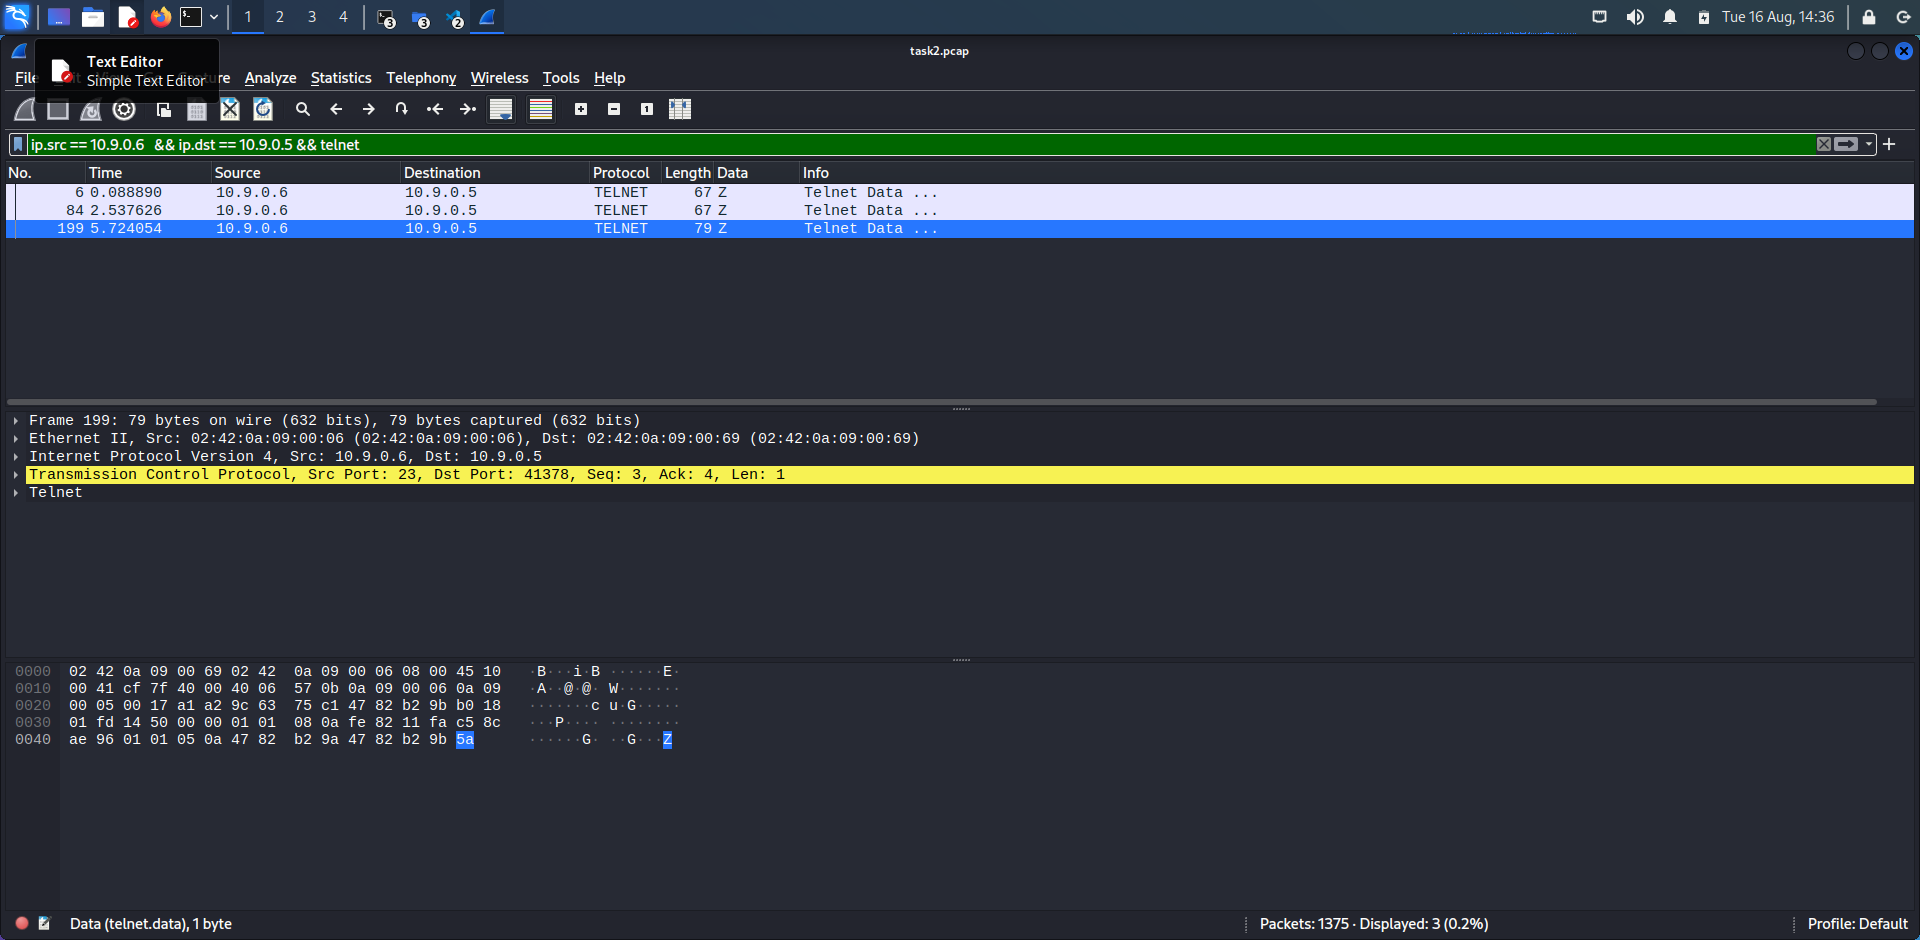 1 2 3 4 3 3 2 Tue 16 Aug, 14:36
task2.pcap
Text Editor
Simple Text Editor
File Analyze Statistics Telephony Wireless Tools Help
ip.src == 10.9.0.6 && ip.dst == 10.9.0.5 && telnet
No. Time Source Destination Protocol Length Data Info
6 0.088890 10.9.0.6 10.9.0.5 TELNET 67 Z Telnet Data ...
84 2.537626 10.9.0.6 10.9.0.5 TELNET 67 Z Telnet Data ...
199 5.724054 10.9.0.6 10.9.0.5 TELNET 79 Z Telnet Data ...
Frame 199: 79 bytes on wire (632 bits), 79 bytes captured (632 bits)
Ethernet II, Src: 02:42:0a:09:00:06 (02:42:0a:09:00:06), Dst: 02:42:0a:09:00:69 (02:42:0a:09:00:69)
Internet Protocol Version 4, Src: 10.9.0.6, Dst: 10.9.0.5
Transmission Control Protocol, Src Port: 23, Dst Port: 41378, Seq: 3, Ack: 4, Len: 1
Telnet
0000 02 42 0a 09 00 69 02 42 0a 09 00 06 08 00 45 10 ·B···i·B ······E·
0010 00 41 cf 7f 40 00 40 06 57 0b 0a 09 00 06 0a 09 ·A··@·@· W·······
0020 00 05 00 17 a1 a2 9c 63 75 c1 47 82 b2 9b b0 18 ·······c u·G·····
0030 01 fd 14 50 00 00 01 01 08 0a fe 82 11 fa c5 8c ···P···· ········
0040 ae 96 01 01 05 0a 47 82 b2 9a 47 82 b2 9b 5a ······G· ··G···Z
Data (telnet.data), 1 byte Packets: 1375 · Displayed: 3 (0.2%) Profile: Default